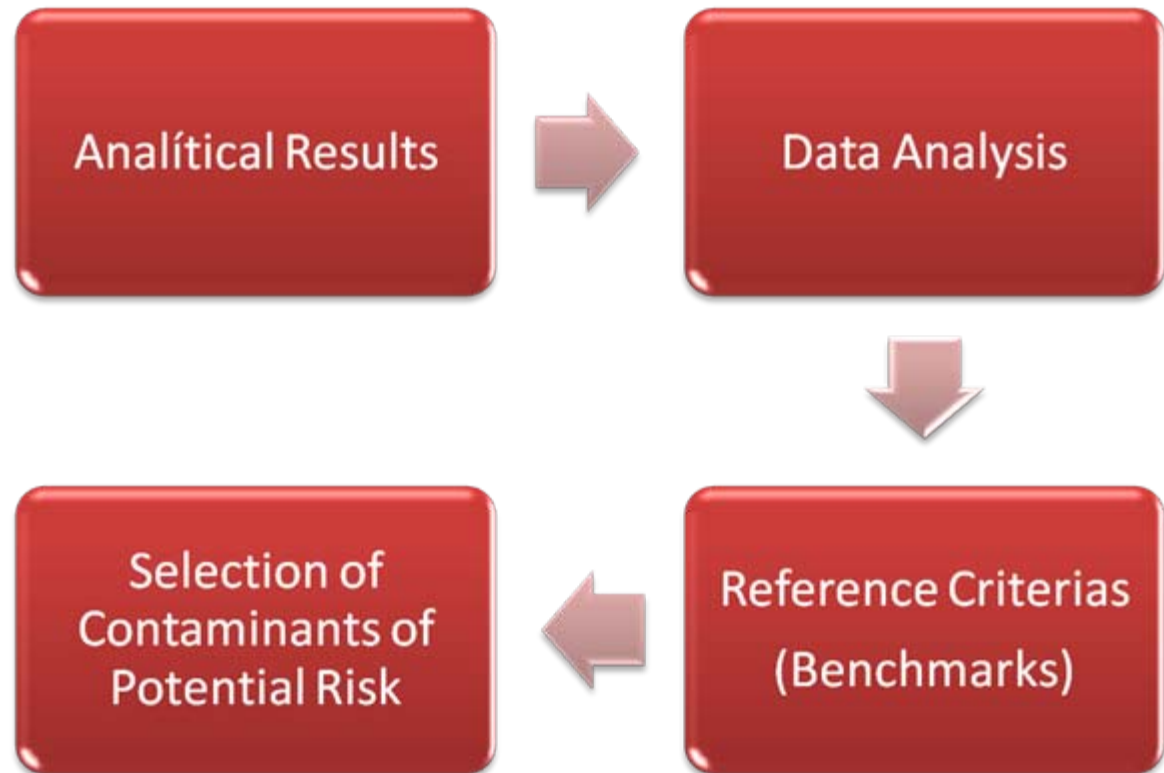 Analítical Results
Data Analysis
Reference Criterias
(Benchmarks)
Selection of
Contaminants of
Potential Risk